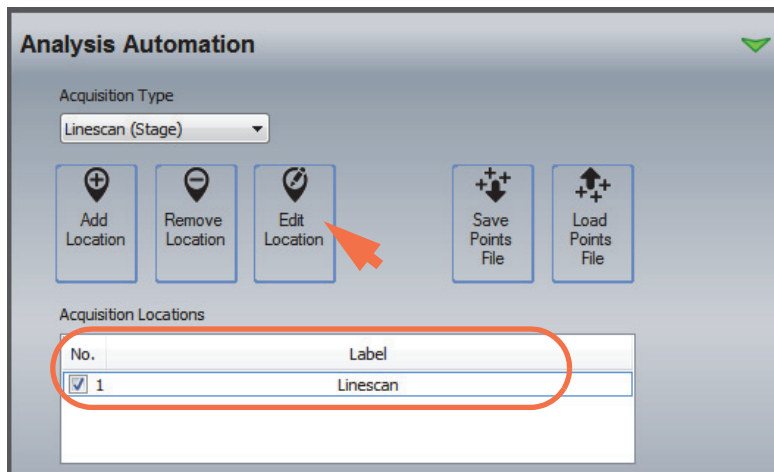 Analysis Automation
Acquisition Type
Linescan (Stage)
Add
Location
Remove
Location
Edit
Location
Save
Points
File
Load
Points
File
Acquisition Locations
No. Label
1 Linescan